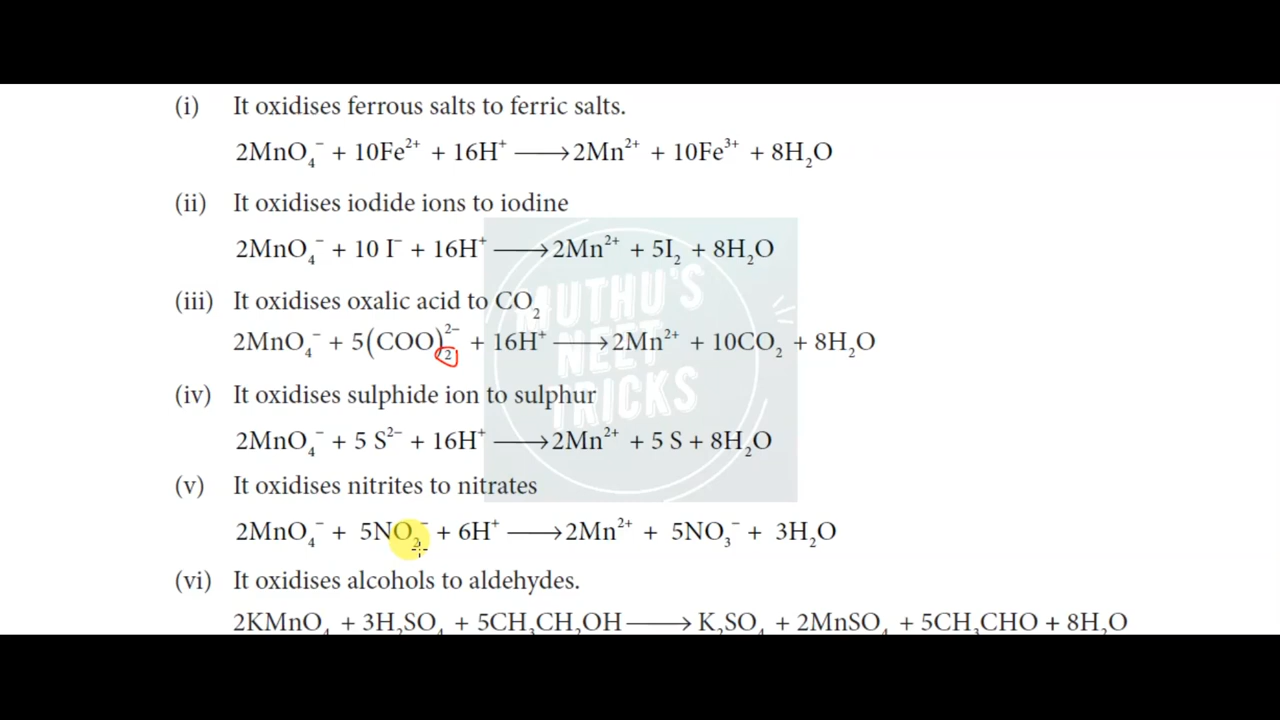 (i) It oxidises ferrous salts to ferric salts.
2MnO₄⁻ + 10Fe²⁺ + 16H⁺ ⟶ 2Mn²⁺ + 10Fe³⁺ + 8H₂O
(ii) It oxidises iodide ions to iodine
2MnO₄⁻ + 10 I⁻ + 16H⁺ ⟶ 2Mn²⁺ + 5I₂ + 8H₂O
(iii) It oxidises oxalic acid to CO₂
2MnO₄⁻ + 5(COO)₂²⁻ + 16H⁺ ⟶ 2Mn²⁺ + 10CO₂ + 8H₂O
(iv) It oxidises sulphide ion to sulphur
2MnO₄⁻ + 5 S²⁻ + 16H⁺ ⟶ 2Mn²⁺ + 5 S + 8H₂O
(v) It oxidises nitrites to nitrates
2MnO₄⁻ + 5NO₂⁻ + 6H⁺ ⟶ 2Mn²⁺ + 5NO₃⁻ + 3H₂O
(vi) It oxidises alcohols to aldehydes.
2KMnO₄ + 3H₂SO₄ + 5CH₃CH₂OH ⟶ K₂SO₄ + 2MnSO₄ + 5CH₃CHO + 8H₂O
MUTHU'S
NEET
TRICKS